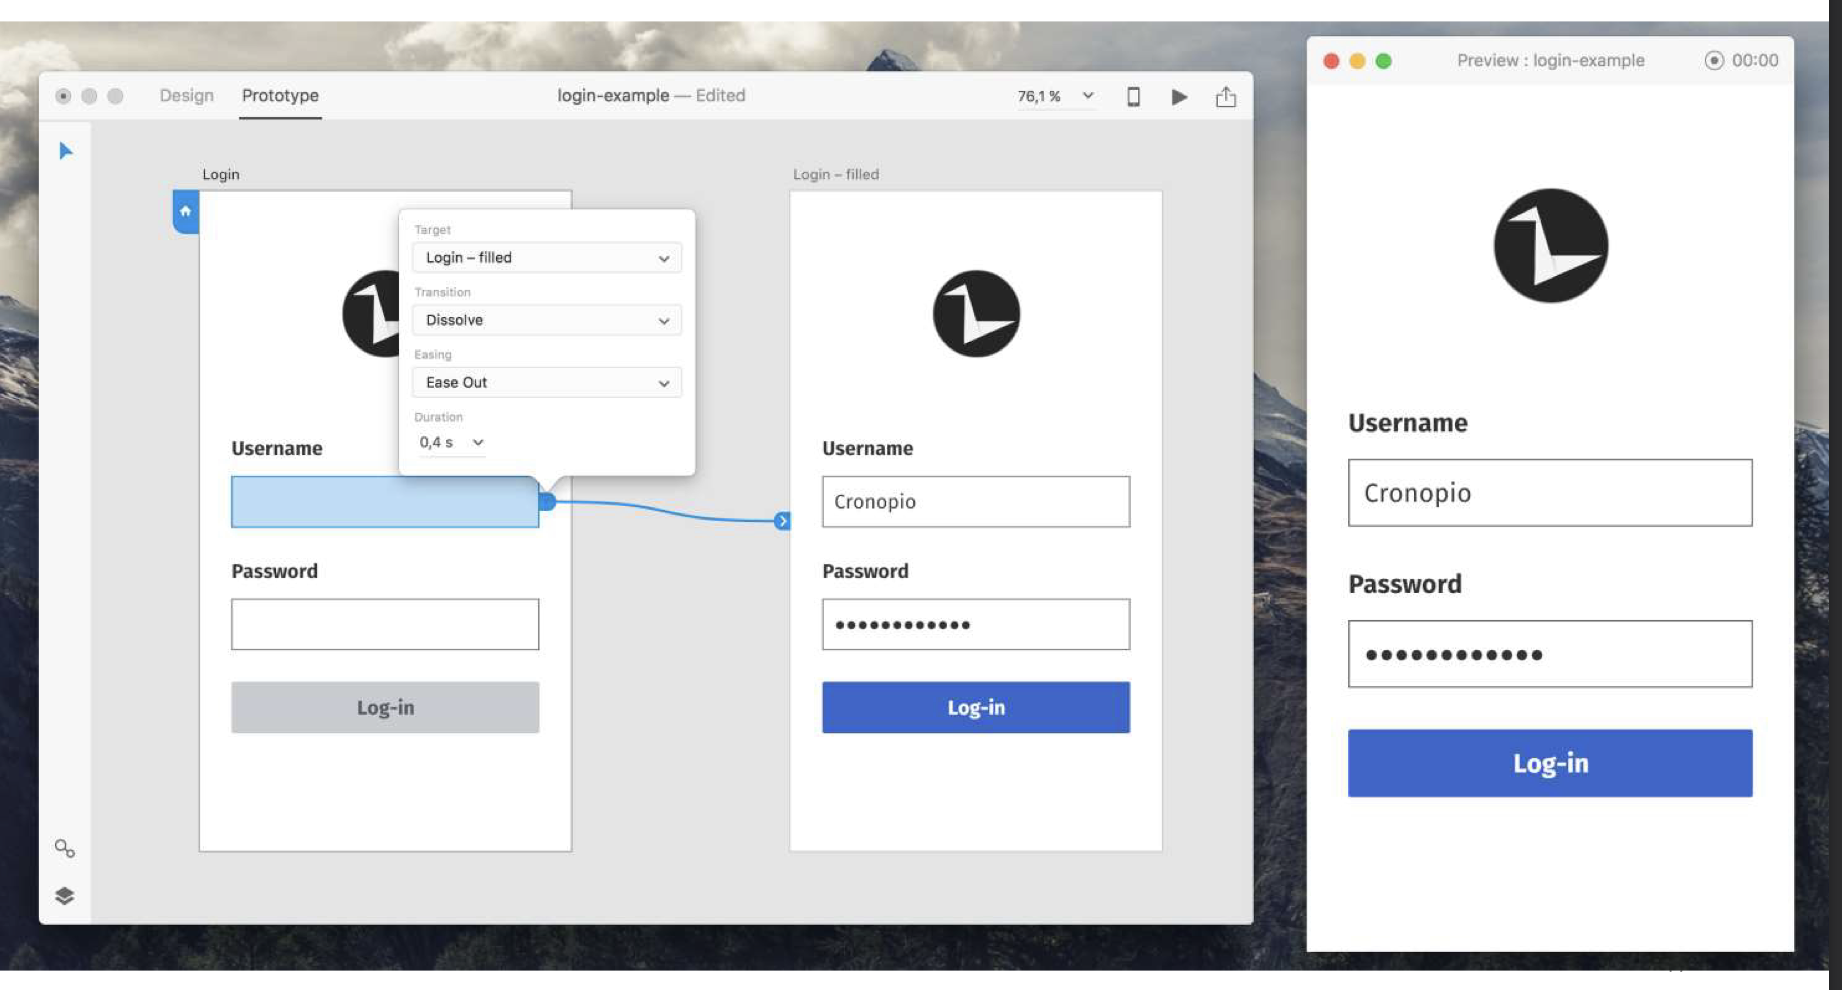 Design Prototype login-example — Edited 76,1 %
Login
Target
Login – filled
Transition
Dissolve
Easing
Ease Out
Duration
0,4 s
Username
Password
Log-in
Login – filled
Username
Cronopio
Password
••••••••••••
Log-in
Preview : login-example 00:00
Username
Cronopio
Password
••••••••••••
Log-in